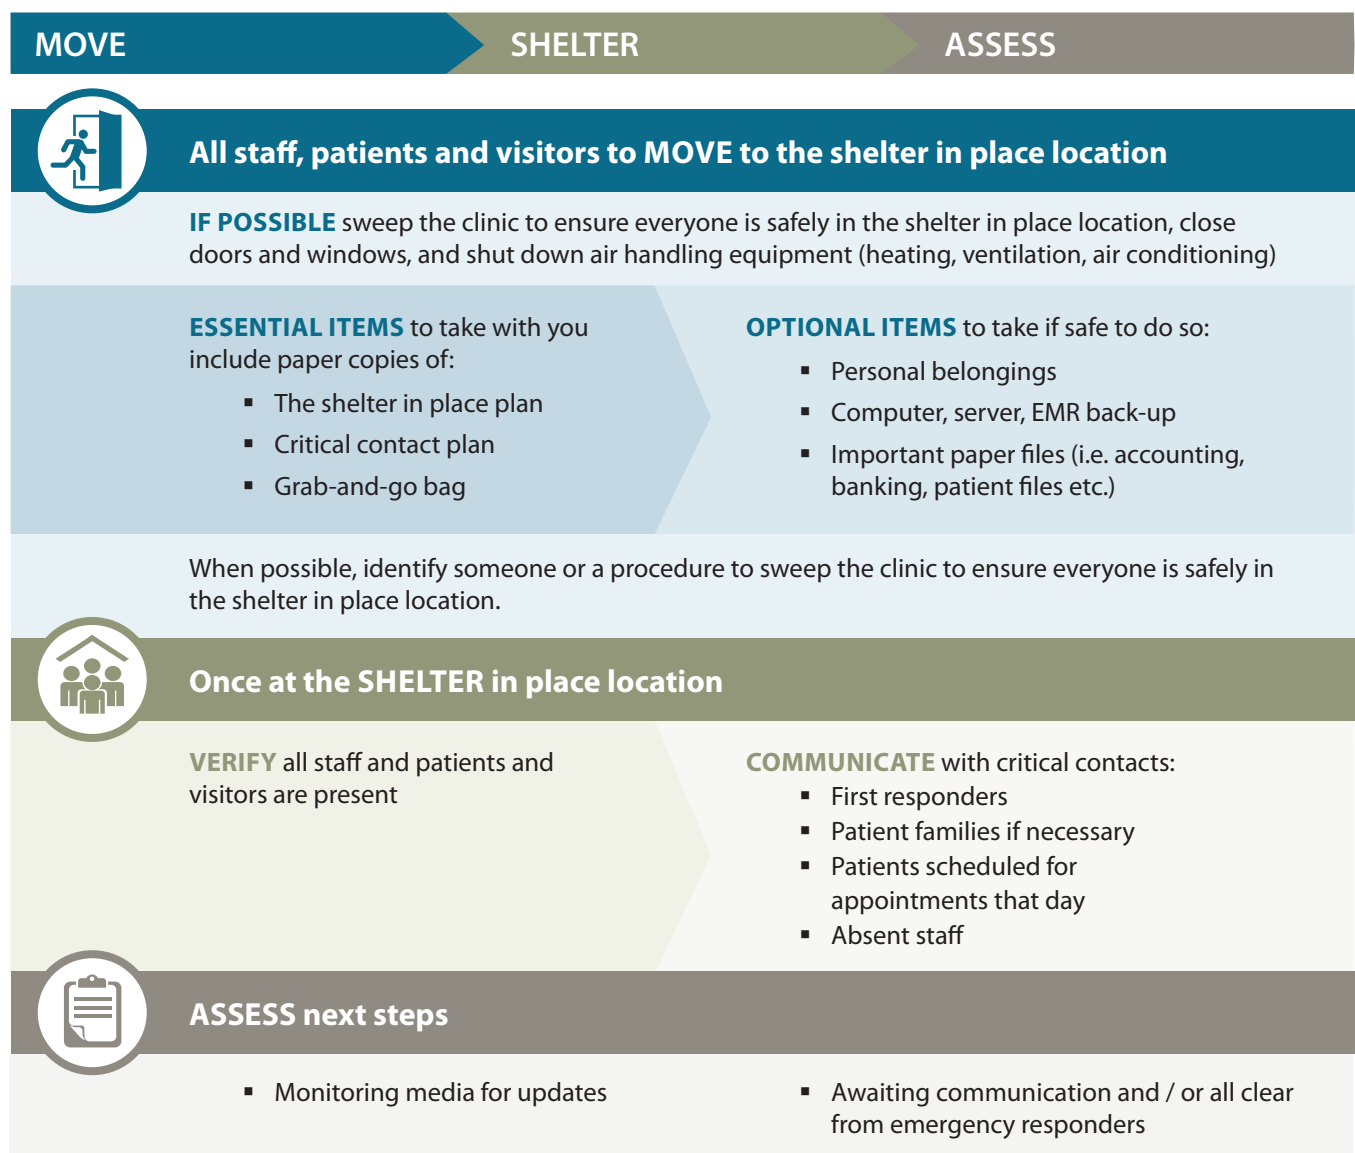 MOVE
SHELTER
ASSESS
All staff, patients and visitors to MOVE to the shelter in place location
IF POSSIBLE sweep the clinic to ensure everyone is safely in the shelter in place location, close
doors and windows, and shut down air handling equipment (heating, ventilation, air conditioning)
ESSENTIAL ITEMS to take with you
include paper copies of:
▪ The shelter in place plan
▪ Critical contact plan
▪ Grab-and-go bag
OPTIONAL ITEMS to take if safe to do so:
▪ Personal belongings
▪ Computer, server, EMR back-up
▪ Important paper files (i.e. accounting,
banking, patient files etc.)
When possible, identify someone or a procedure to sweep the clinic to ensure everyone is safely in
the shelter in place location.
Once at the SHELTER in place location
VERIFY all staff and patients and
visitors are present
COMMUNICATE with critical contacts:
▪ First responders
▪ Patient families if necessary
▪ Patients scheduled for
appointments that day
▪ Absent staff
ASSESS next steps
▪ Monitoring media for updates
▪ Awaiting communication and / or all clear
from emergency responders